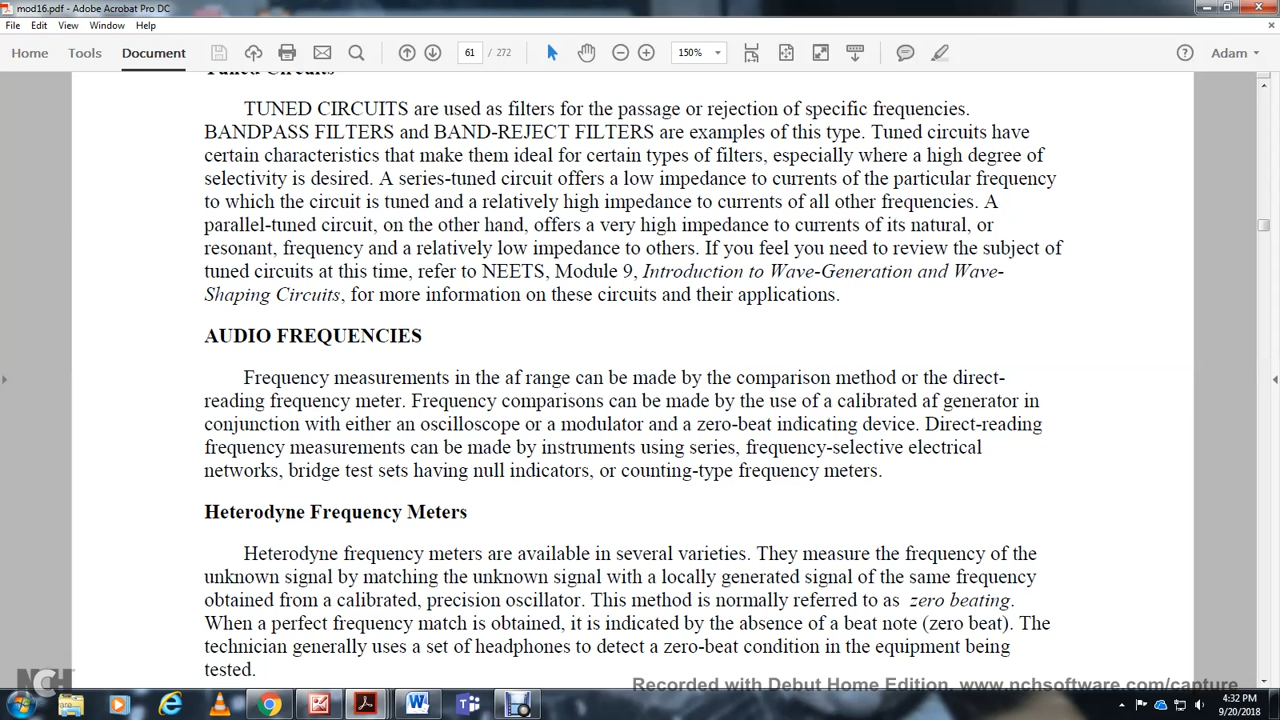 mod16.pdf - Adobe Acrobat Pro DC
File Edit View Window Help
Home Tools Document 61 / 272 150% Adam
Tuned Circuits
TUNED CIRCUITS are used as filters for the passage or rejection of specific frequencies.
BANDPASS FILTERS and BAND-REJECT FILTERS are examples of this type. Tuned circuits have
certain characteristics that make them ideal for certain types of filters, especially where a high degree of
selectivity is desired. A series-tuned circuit offers a low impedance to currents of the particular frequency
to which the circuit is tuned and a relatively high impedance to currents of all other frequencies. A
parallel-tuned circuit, on the other hand, offers a very high impedance to currents of its natural, or
resonant, frequency and a relatively low impedance to others. If you feel you need to review the subject of
tuned circuits at this time, refer to NEETS, Module 9, Introduction to Wave-Generation and Wave-
Shaping Circuits, for more information on these circuits and their applications.
AUDIO FREQUENCIES
Frequency measurements in the af range can be made by the comparison method or the direct-
reading frequency meter. Frequency comparisons can be made by the use of a calibrated af generator in
conjunction with either an oscilloscope or a modulator and a zero-beat indicating device. Direct-reading
frequency measurements can be made by instruments using series, frequency-selective electrical
networks, bridge test sets having null indicators, or counting-type frequency meters.
Heterodyne Frequency Meters
Heterodyne frequency meters are available in several varieties. They measure the frequency of the
unknown signal by matching the unknown signal with a locally generated signal of the same frequency
obtained from a calibrated, precision oscillator. This method is normally referred to as zero beating.
When a perfect frequency match is obtained, it is indicated by the absence of a beat note (zero beat). The
technician generally uses a set of headphones to detect a zero-beat condition in the equipment being
tested.
NCH
Recorded with Debut Home Edition. www.nchsoftware.com/capture
4:32 PM
9/20/2018